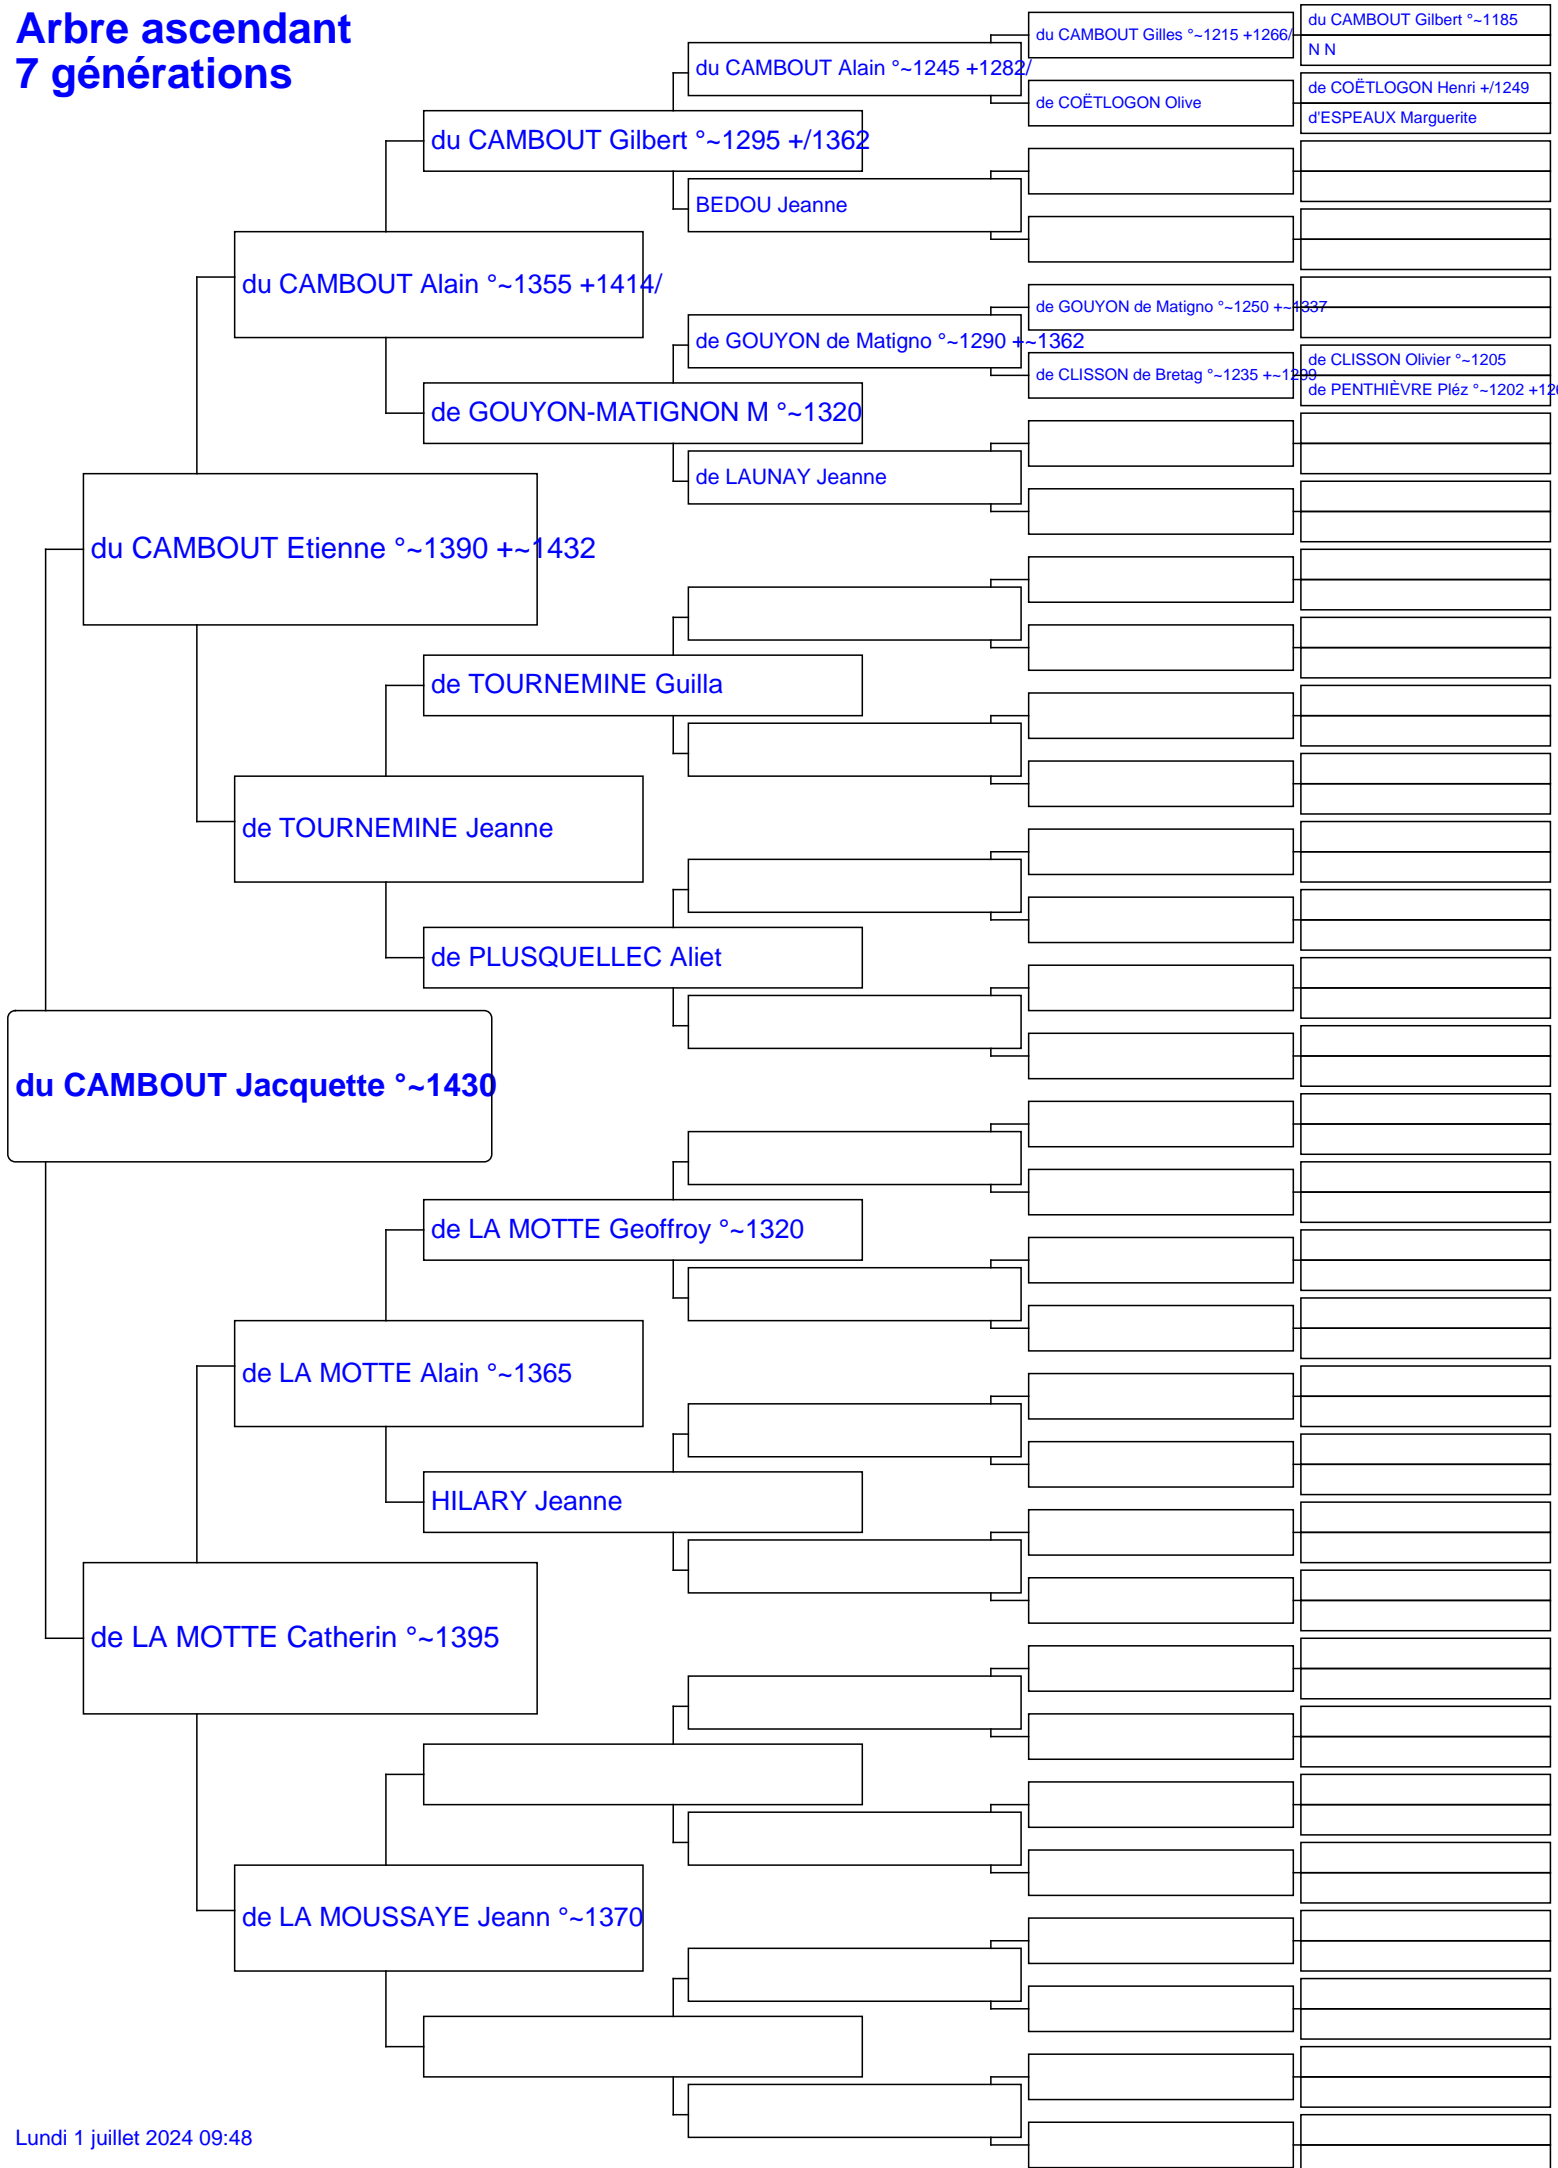 Arbre ascendant
7 générations
du CAMBOUT Gilbert °~1185
du CAMBOUT Gilles °~1215 +1266/
N N
du CAMBOUT Alain °~1245 +1282/
de COËTLOGON Henri +/1249
de COËTLOGON Olive
d'ESPEAUX Marguerite
du CAMBOUT Gilbert °~1295 +/1362
BEDOU Jeanne
du CAMBOUT Alain °~1355 +1414/
de GOUYON de Matigno °~1250 +~1337
de GOUYON de Matigno °~1290 +~1362
de CLISSON Olivier °~1205
de CLISSON de Bretag °~1235 +~1299
de PENTHIÈVRE Pléz °~1202 +12
de GOUYON-MATIGNON M °~1320
de LAUNAY Jeanne
du CAMBOUT Etienne °~1390 +~1432
de TOURNEMINE Guilla
de TOURNEMINE Jeanne
de PLUSQUELLEC Aliet
du CAMBOUT Jacquette °~1430
de LA MOTTE Geoffroy °~1320
de LA MOTTE Alain °~1365
HILARY Jeanne
de LA MOTTE Catherin °~1395
de LA MOUSSAYE Jeann °~1370
Lundi 1 juillet 2024 09:48